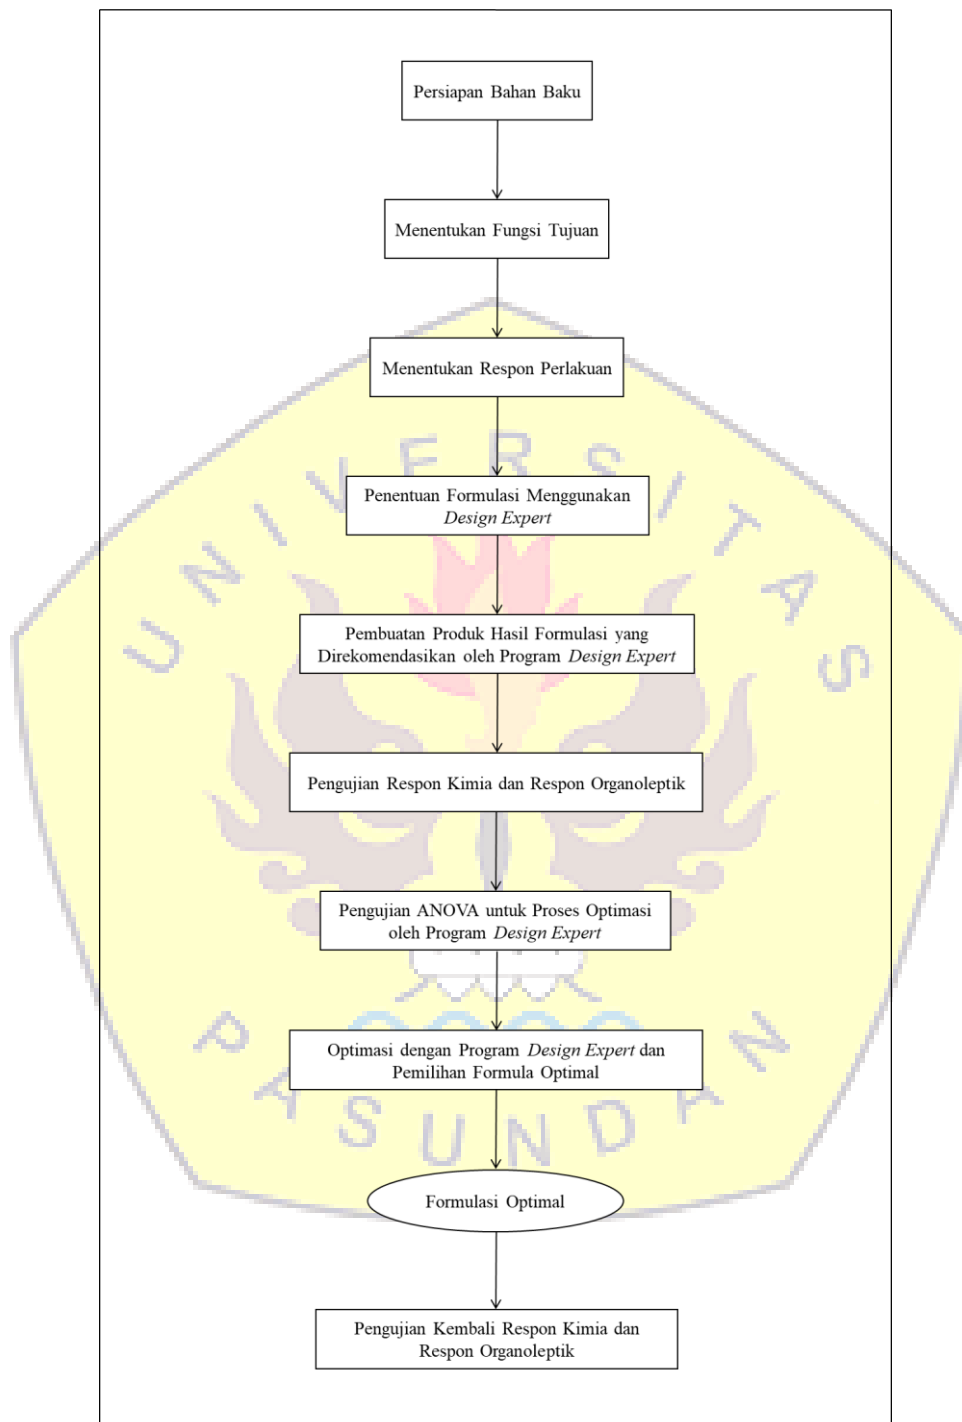 Persiapan Bahan Baku
Menentukan Fungsi Tujuan
Menentukan Respon Perlakuan
UNIVERSITAS
Penentuan Formulasi Menggunakan
Design Expert
Pembuatan Produk Hasil Formulasi yang
Direkomendasikan oleh Program Design Expert
Pengujian Respon Kimia dan Respon Organoleptik
Pengujian ANOVA untuk Proses Optimasi
oleh Program Design Expert
Optimasi dengan Program Design Expert dan
Pemilihan Formula Optimal
PASUNDAN
Formulasi Optimal
Pengujian Kembali Respon Kimia dan
Respon Organoleptik